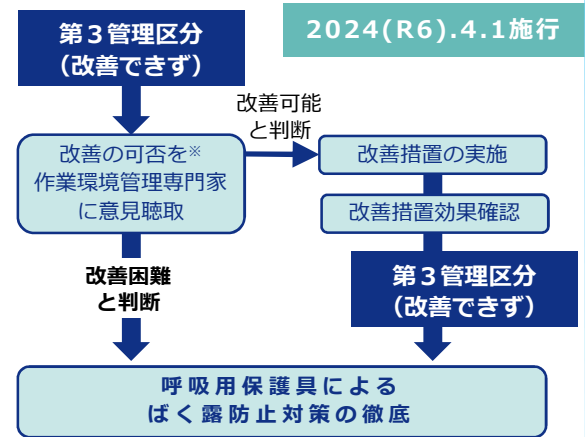 2024(R6).4.1施行
第３管理区分
（改善できず）
改善可能
と判断
改善の可否を※
作業環境管理専門家
に意見聴取
改善措置の実施
改善措置効果確認
改善困難
と判断
第３管理区分
（改善できず）
呼吸用保護具による
ばく露防止対策の徹底